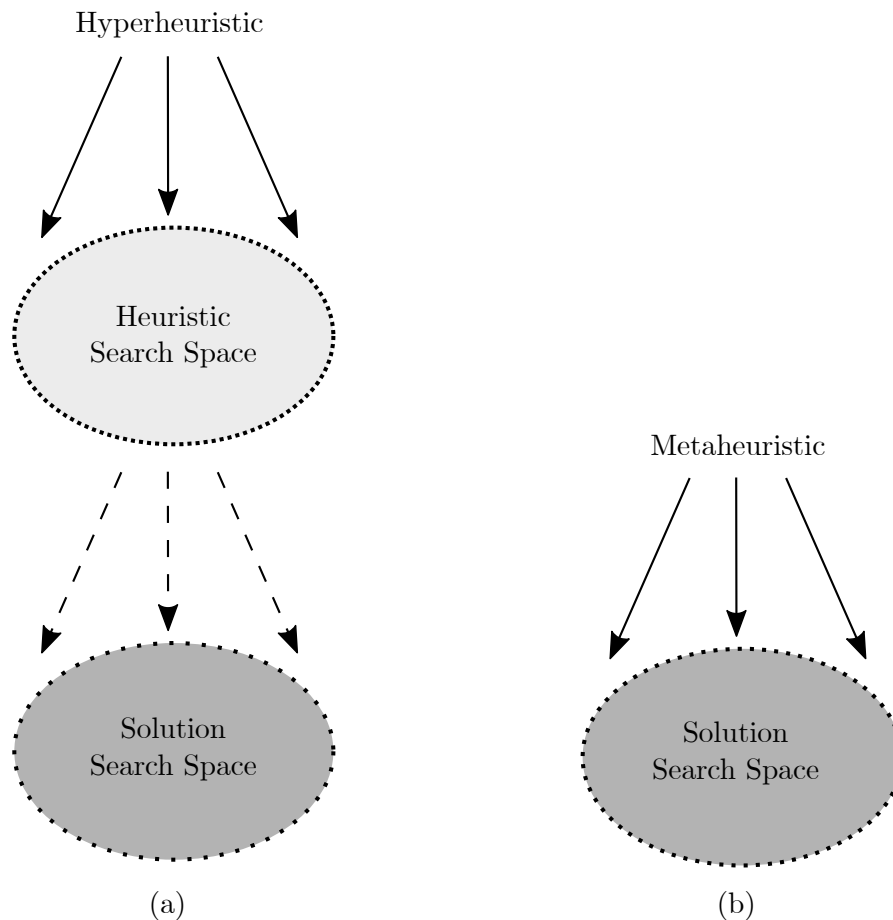 Hyperheuristic
Heuristic
Search Space
Solution
Search Space
(a)
Metaheuristic
Solution
Search Space
(b)